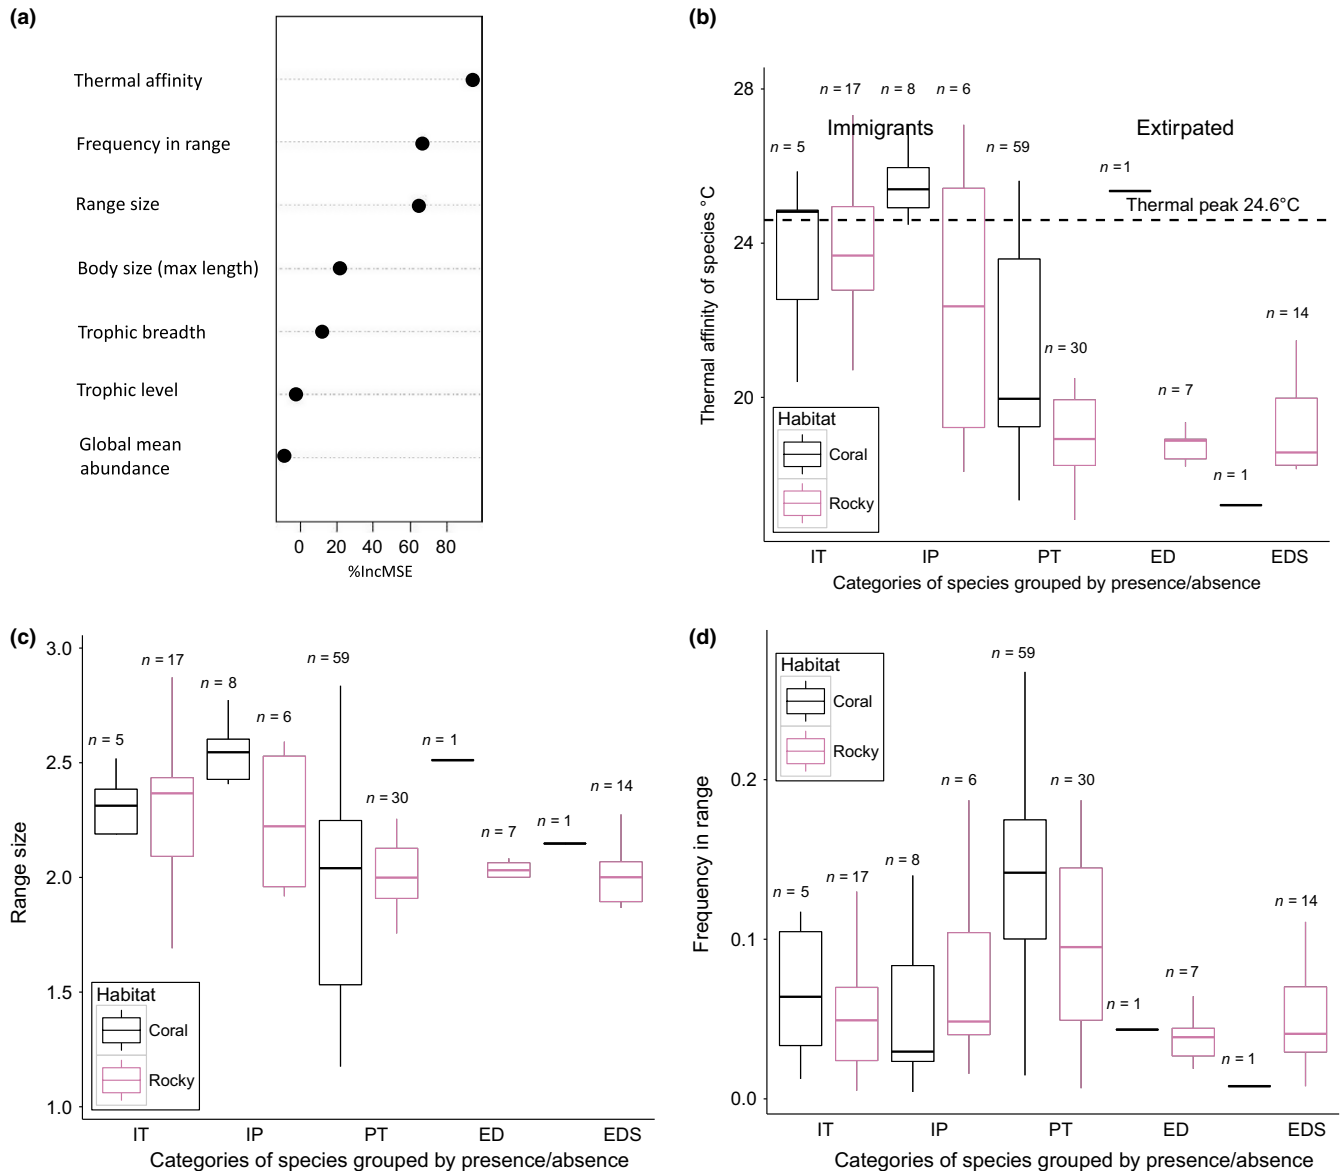 (a)
Thermal affinity
Frequency in range
Range size
Body size (max length)
Trophic breadth
Trophic level
Global mean
abundance
0 20 40 60 80
%IncMSE
(b)
Thermal affinity of species °C
28
24
20
n = 17
n = 8
n = 6
Immigrants
Extirpated
n = 5
n = 59
n = 1
Thermal peak 24.6°C
n = 14
n = 30
n = 7
n = 1
Habitat
Coral
Rocky
IT IP PT ED EDS
Categories of species grouped by presence/absence
(c)
Range size
3.0
2.5
2.0
1.5
1.0
n = 17
n = 59
n = 8
n = 6
n = 5
n = 1
n = 14
n = 30
n = 7
n = 1
Habitat
Coral
Rocky
IT IP PT ED EDS
Categories of species grouped by presence/absence
(d)
Frequency in range
0.2
0.1
0.0
Habitat
Coral
Rocky
n = 59
n = 6
n = 30
n = 8
n = 17
n = 5
n = 14
n = 7
n = 1
n = 1
IT IP PT ED EDS
Categories of species grouped by presence/absence